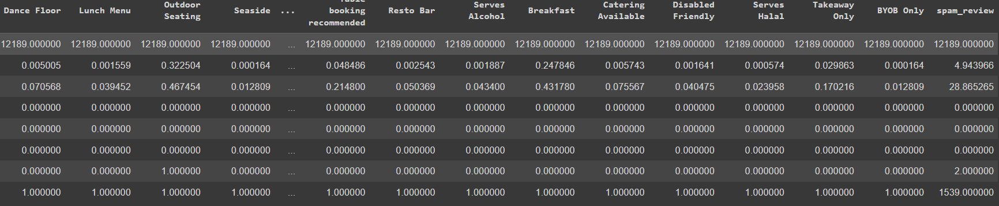 Dance Floor Lunch Menu Outdoor Seating Seaside ... Table booking recommended Resto Bar Serves Alcohol Breakfast Catering Available Disabled Friendly Serves Halal Takeaway Only BYOB Only spam_review
12189.000000 12189.000000 12189.000000 12189.000000 ... 12189.000000 12189.000000 12189.000000 12189.000000 12189.000000 12189.000000 12189.000000 12189.000000 12189.000000 12189.000000
0.005005 0.001559 0.322504 0.000164 ... 0.048486 0.002543 0.001887 0.247846 0.005743 0.001641 0.000574 0.029863 0.000164 4.943966
0.070568 0.039452 0.467454 0.012809 ... 0.214800 0.050369 0.043400 0.431780 0.075567 0.040475 0.023958 0.170216 0.012809 28.865265
0.000000 0.000000 0.000000 0.000000 ... 0.000000 0.000000 0.000000 0.000000 0.000000 0.000000 0.000000 0.000000 0.000000 0.000000
0.000000 0.000000 0.000000 0.000000 ... 0.000000 0.000000 0.000000 0.000000 0.000000 0.000000 0.000000 0.000000 0.000000 0.000000
0.000000 0.000000 0.000000 0.000000 ... 0.000000 0.000000 0.000000 0.000000 0.000000 0.000000 0.000000 0.000000 0.000000 0.000000
0.000000 0.000000 1.000000 0.000000 ... 0.000000 0.000000 0.000000 0.000000 0.000000 0.000000 0.000000 0.000000 0.000000 2.000000
1.000000 1.000000 1.000000 1.000000 ... 1.000000 1.000000 1.000000 1.000000 1.000000 1.000000 1.000000 1.000000 1.000000 1539.000000